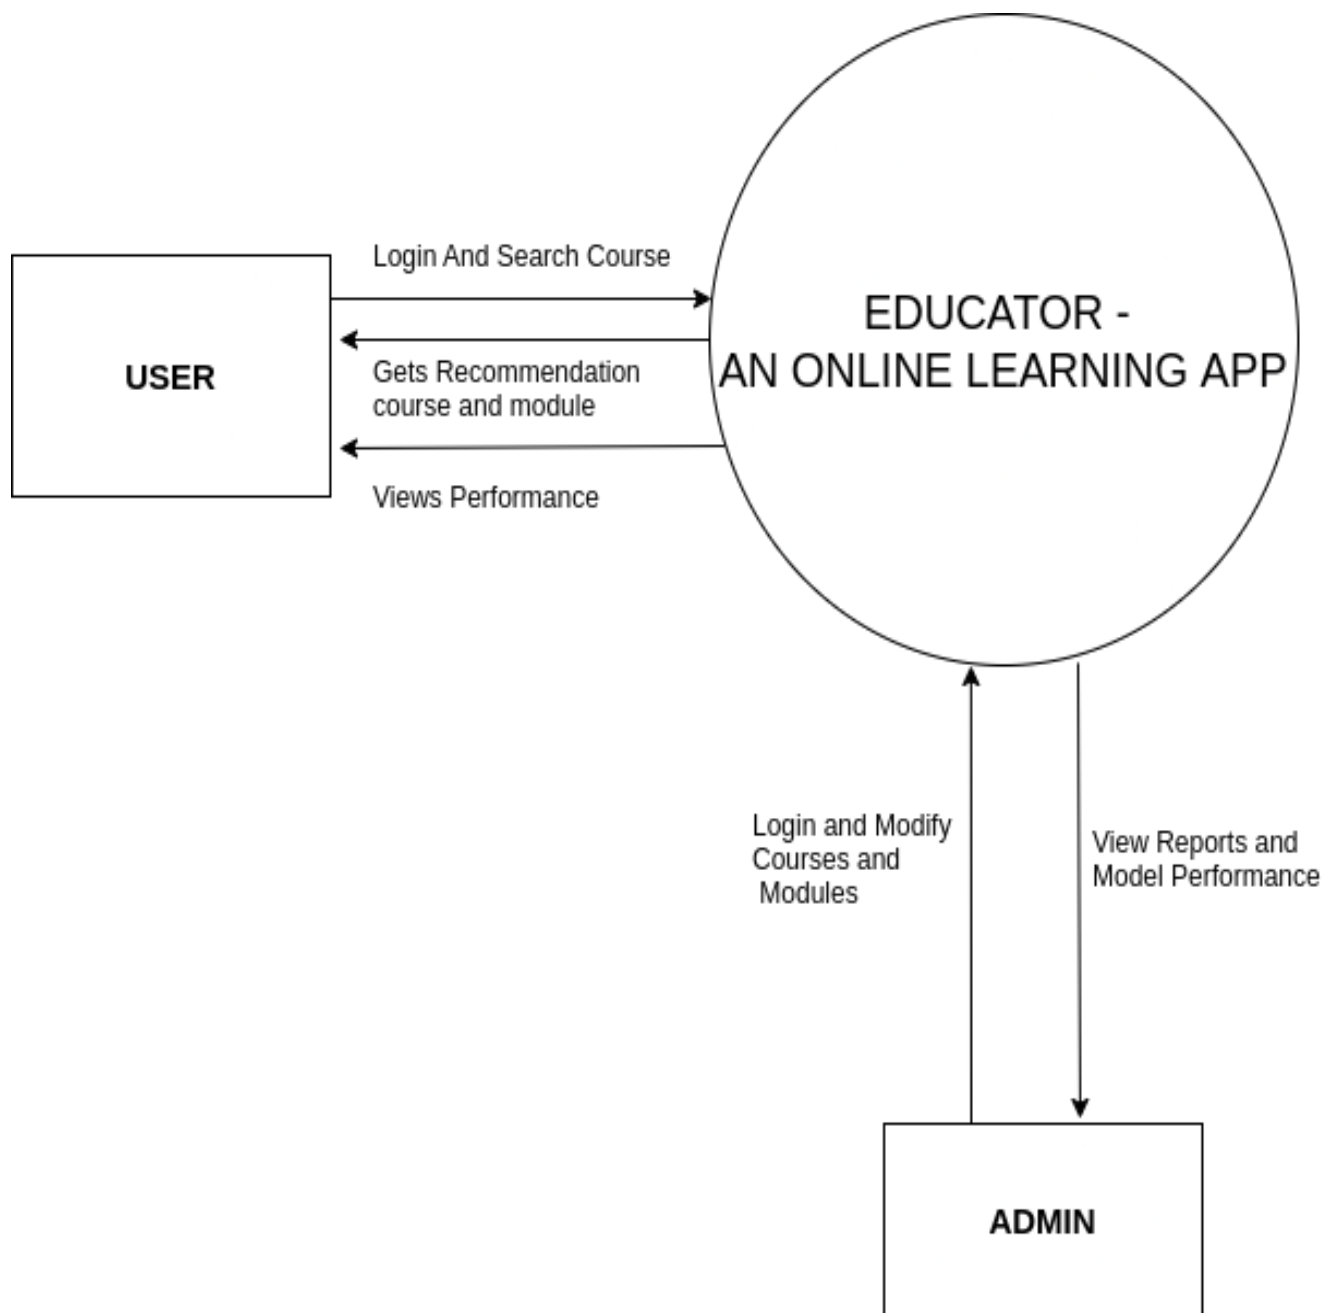 Login And Search Course
USER
Gets Recommendation
course and module
Views Performance
EDUCATOR -
AN ONLINE LEARNING APP
Login and Modify
Courses and
Modules
View Reports and
Model Performance
ADMIN